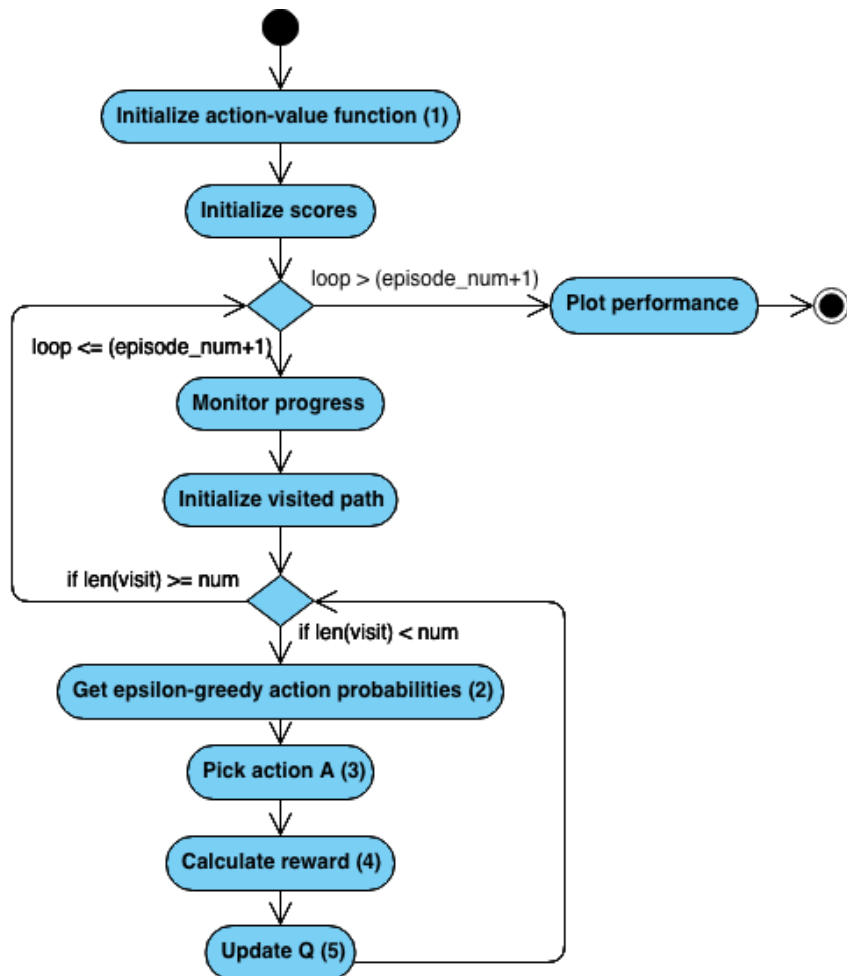 Initialize action-value function (1)
Initialize scores
loop > (episode_num+1)
Plot performance
loop <= (episode_num+1)
Monitor progress
Initialize visited path
if len(visit) >= num
if len(visit) < num
Get epsilon-greedy action probabilities (2)
Pick action A (3)
Calculate reward (4)
Update Q (5)